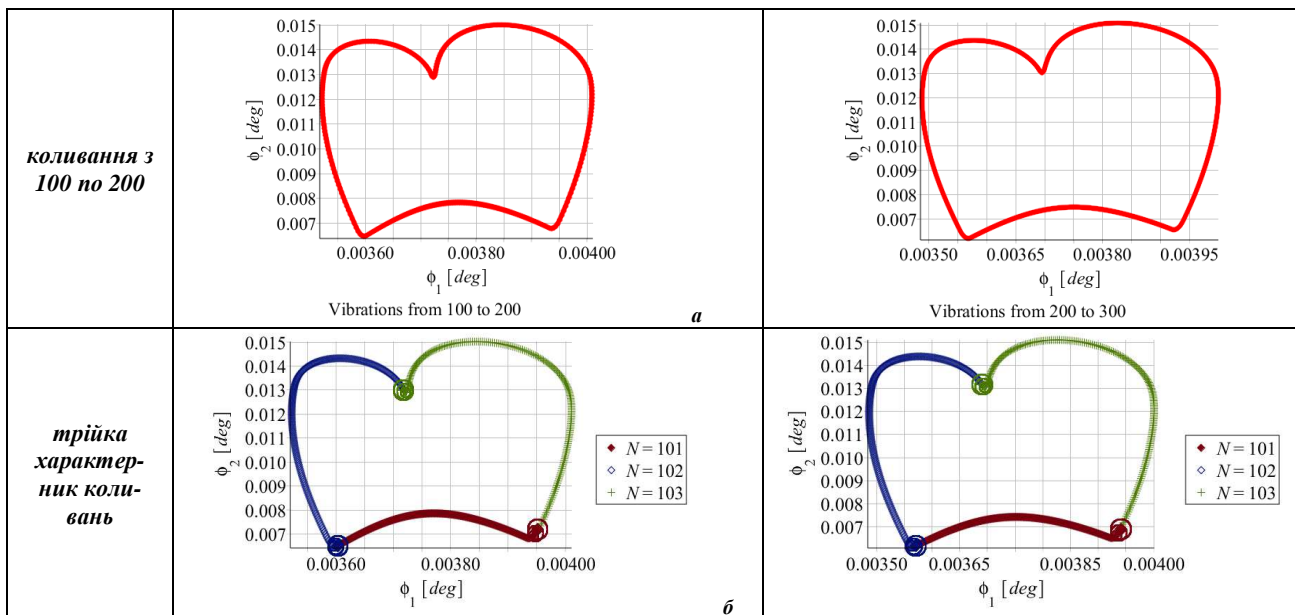 коливання з
100 по 200
0.015
0.014
0.013
0.012
0.011
0.010
0.009
0.008
0.007
ϕ2 [deg]
0.00360 0.00380 0.00400
ϕ1 [deg]
Vibrations from 100 to 200
а
0.015
0.014
0.013
0.012
0.011
0.010
0.009
0.008
0.007
ϕ2 [deg]
0.00350 0.00365 0.00380 0.00395
ϕ1 [deg]
Vibrations from 200 to 300
трійка
характер-
ник коли-
вань
0.015
0.014
0.013
0.012
0.011
0.010
0.009
0.008
0.007
ϕ2 [deg]
0.00360 0.00380 0.00400
ϕ1 [deg]
N = 101
N = 102
N = 103
б
0.015
0.014
0.013
0.012
0.011
0.010
0.009
0.008
0.007
ϕ2 [deg]
0.00350 0.00365 0.00385 0.00400
ϕ1 [deg]
N = 101
N = 102
N = 103